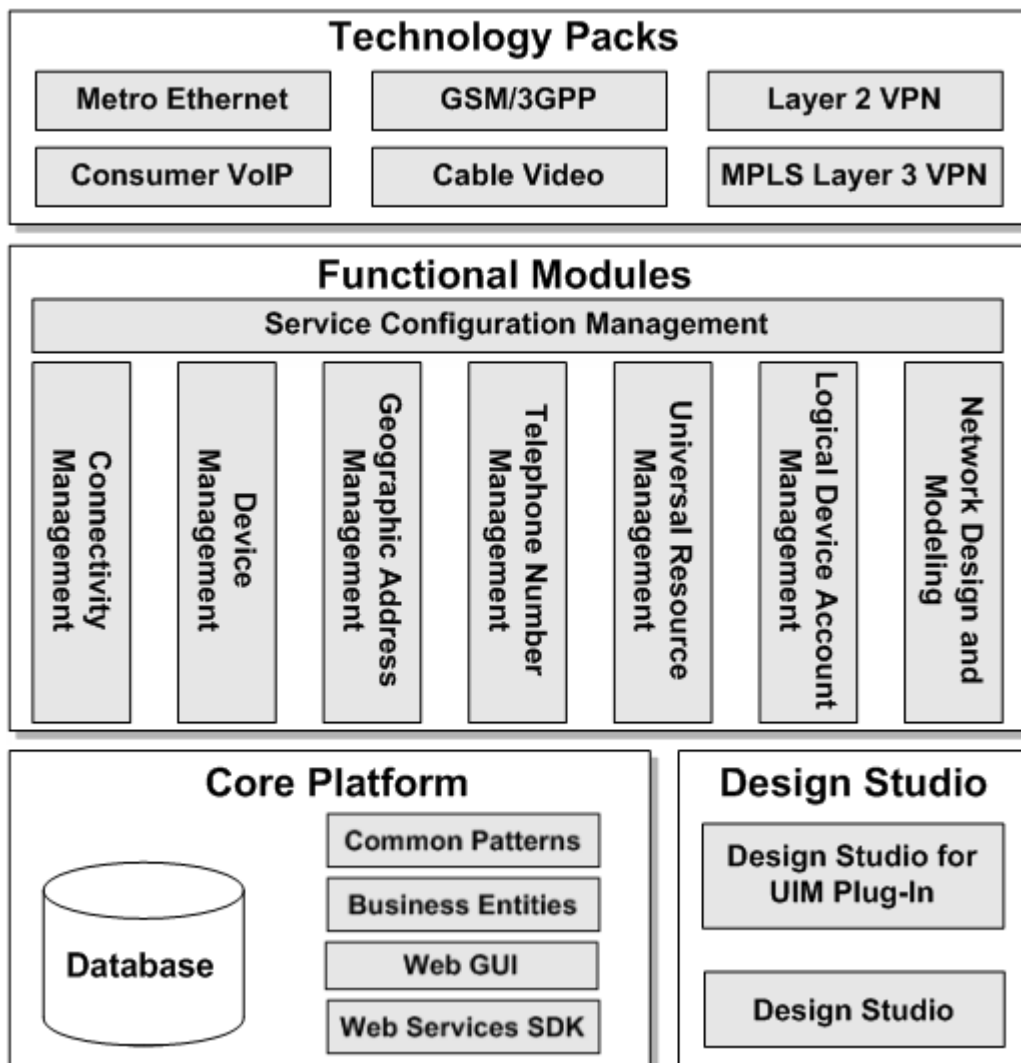 Technology Packs
Metro Ethernet
GSM/3GPP
Layer 2 VPN
Consumer VoIP
Cable Video
MPLS Layer 3 VPN
Functional Modules
Service Configuration Management
Connectivity
Management
Device
Management
Geographic Address
Management
Telephone Number
Management
Universal Resource
Management
Logical Device Account
Management
Network Design and
Modeling
Core Platform
Database
Common Patterns
Business Entities
Web GUI
Web Services SDK
Design Studio
Design Studio for
UIM Plug-In
Design Studio